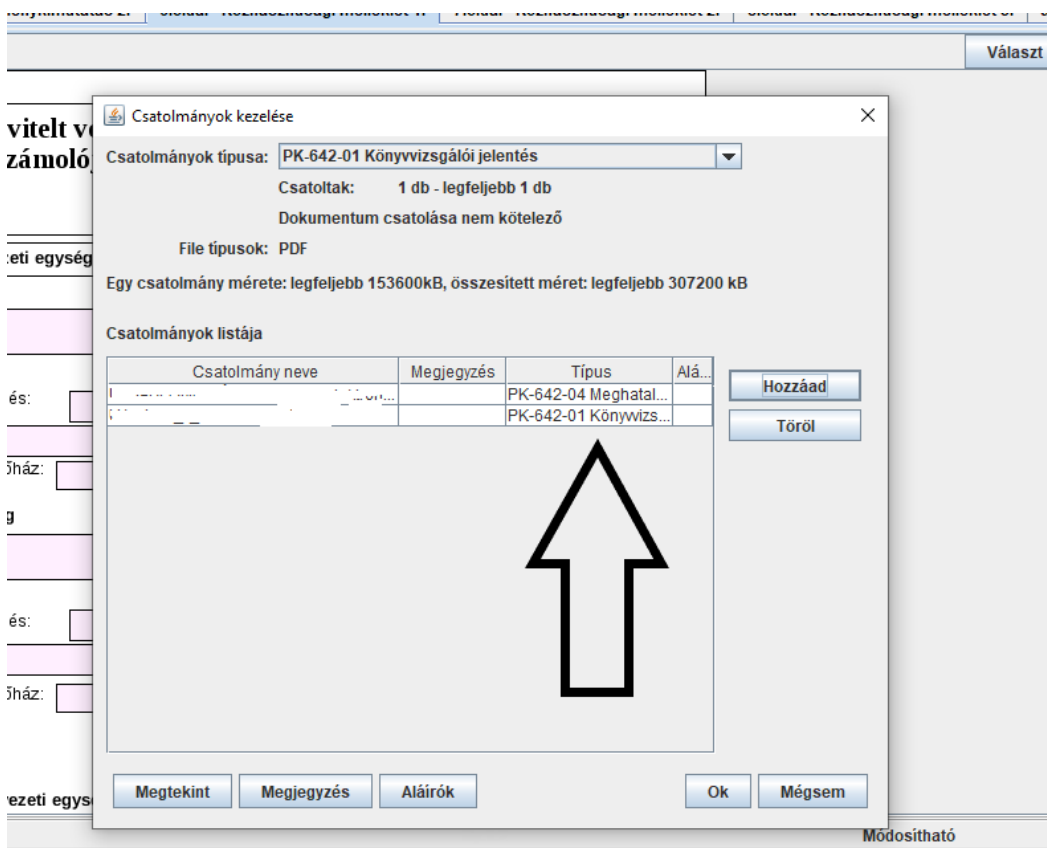 Választ
vitelt v
számoló
Csatolmányok kezelése
Csatolmányok típusa: PK-642-01 Könyvvizsgálói jelentés
Csatoltak: 1 db - legfeljebb 1 db
Dokumentum csatolása nem kötelező
File típusok: PDF
eti egység
Egy csatolmány mérete: legfeljebb 153600kB, összesített méret: legfeljebb 307200 kB
Csatolmányok listája
Csatolmány neve Megjegyzés Típus Alá...
PK-642-04 Meghatal...
PK-642-01 Könyvvizs...
Hozzáad
Töröl
és:
őház:
g
és:
őház:
Megtekint Megjegyzés Aláírók Ok Mégsem
vezeti egys
Módosítható